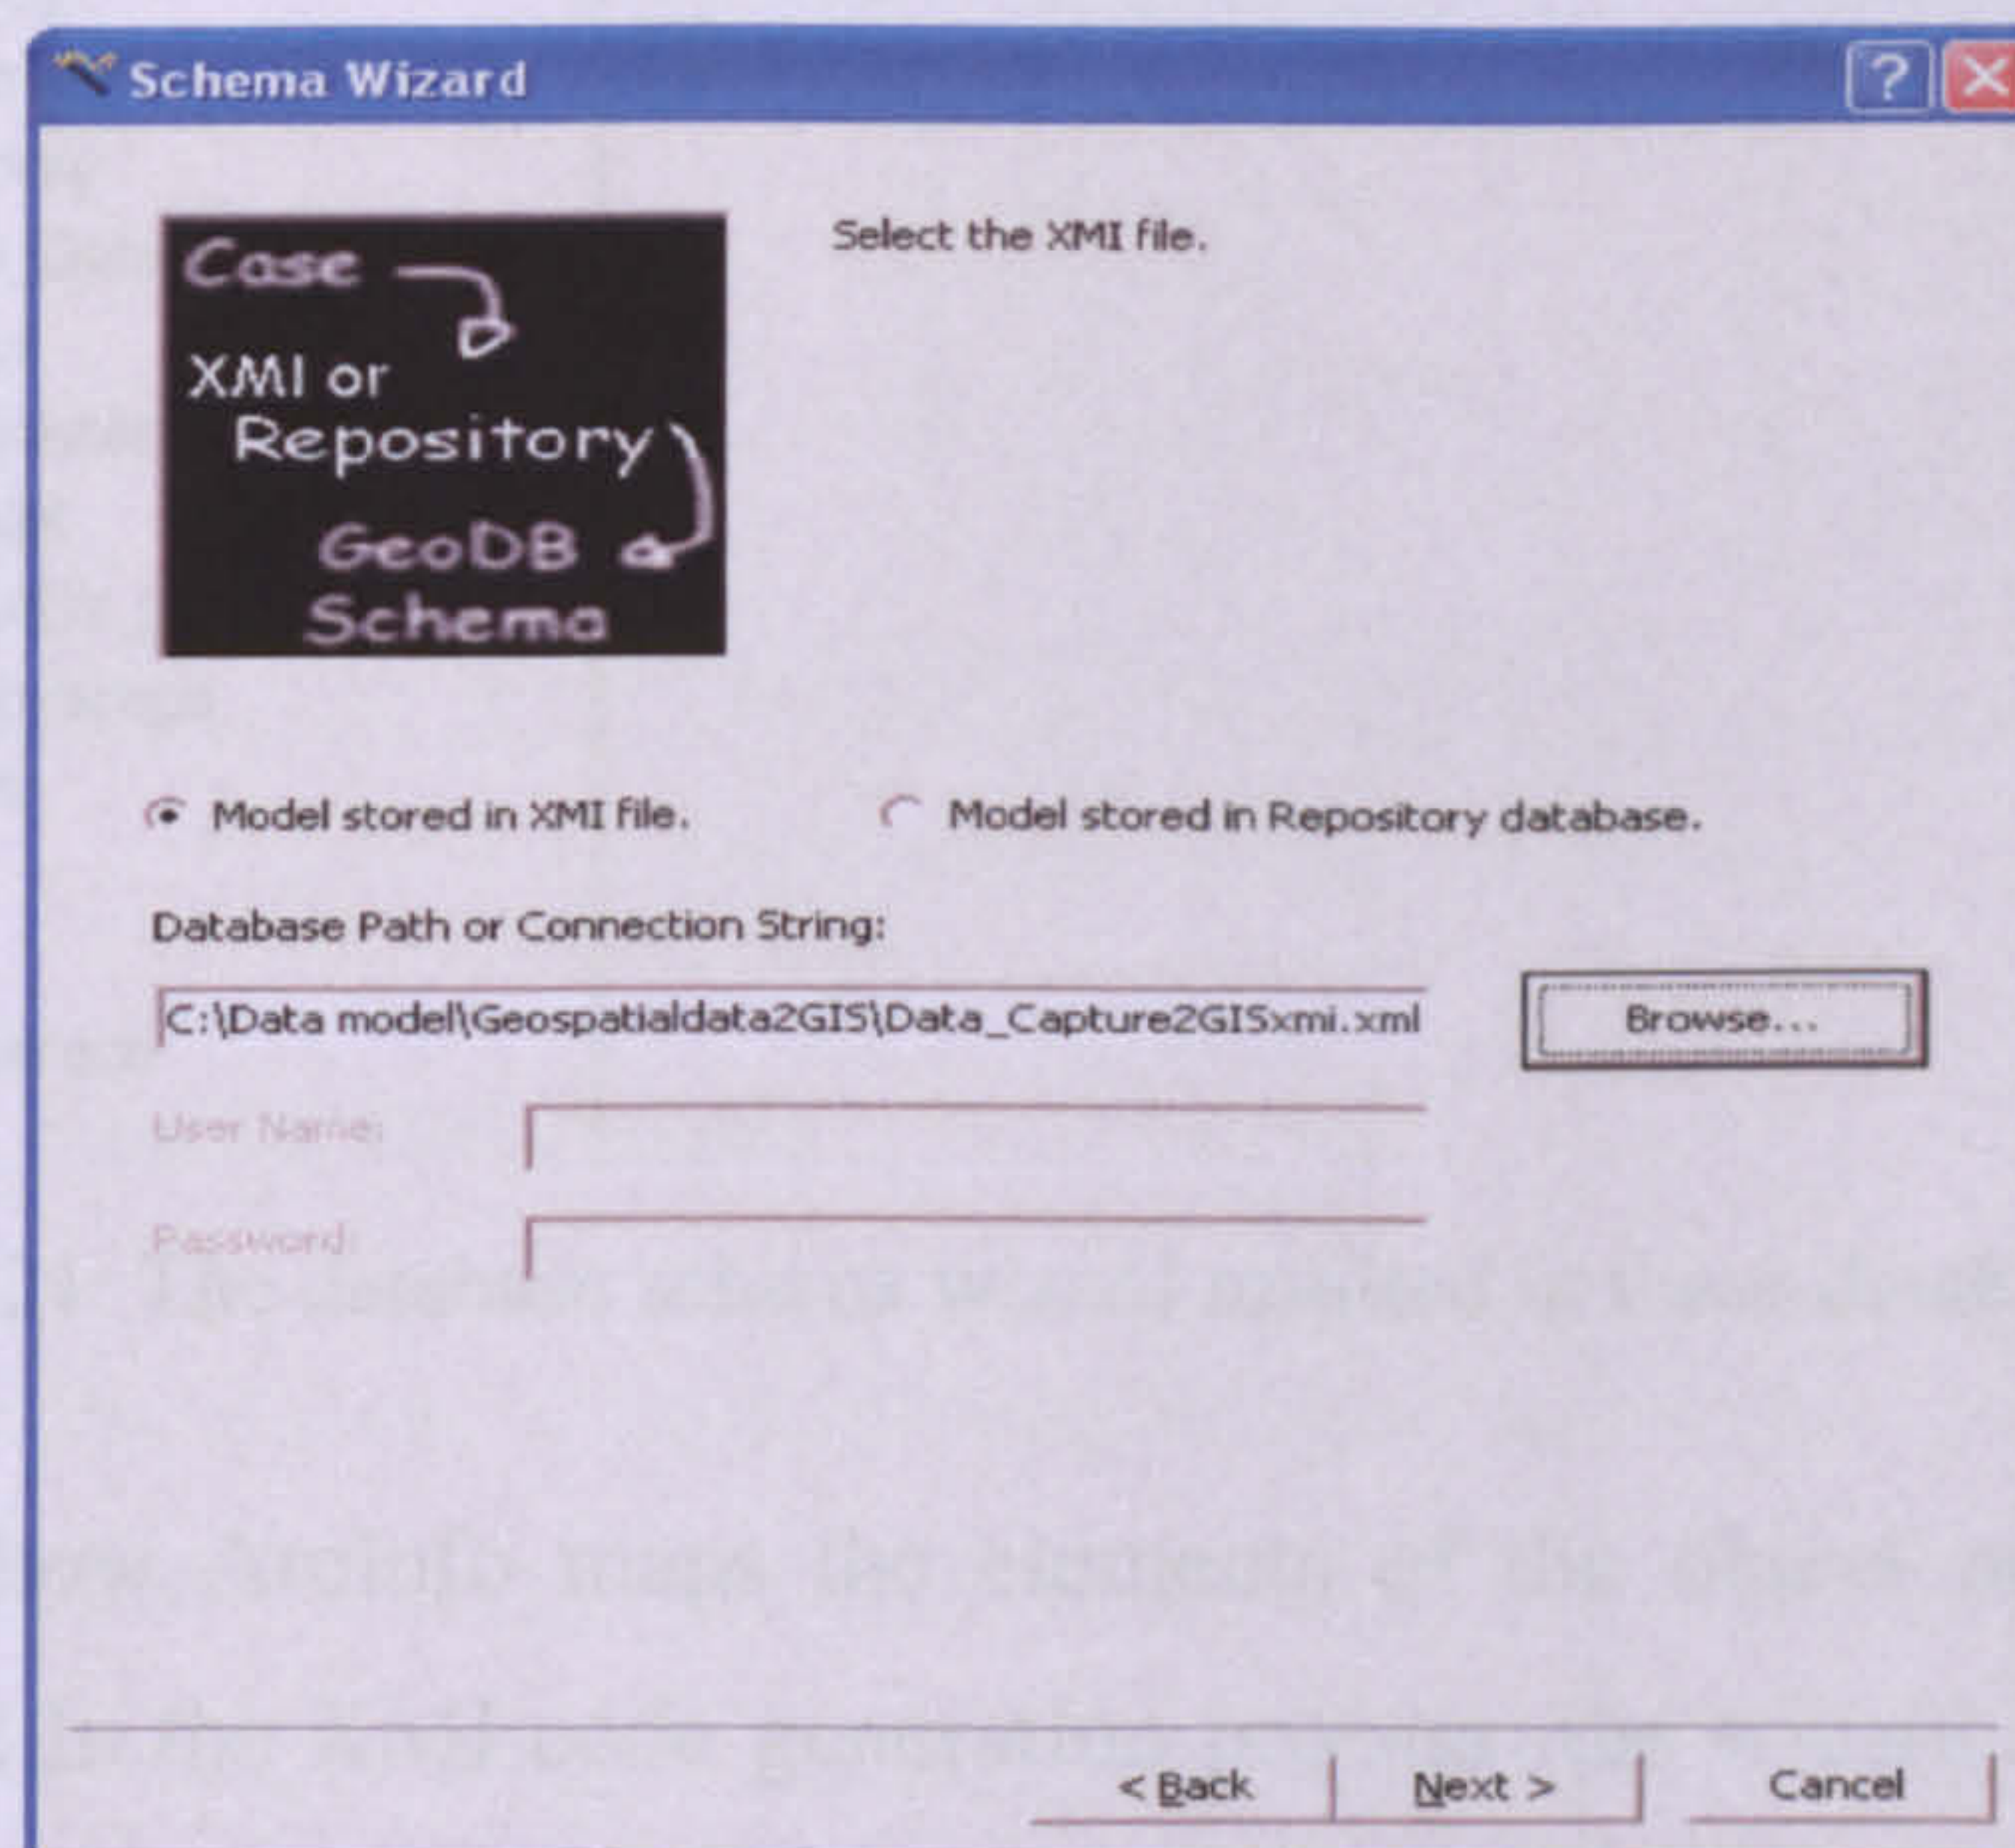 Schema Wizard
?
Case
XMI or
Repository
GeoDB
Schema
Select the XMI file.
Model stored in XMI file.
Model stored in Repository database.
Database Path or Connection String:
C:\Data model\Geospatialdata2GIS\Data_Capture2GISxmi.xml
Browse...
User Name:
Password:
< Back
Next >
Cancel